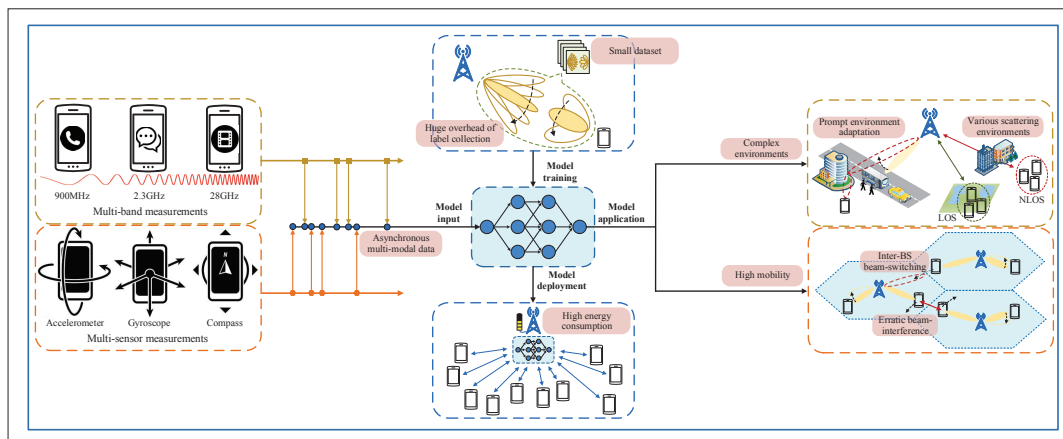 900MHz
2.3GHz
28GHz
Multi-band measurements
Accelerometer
Gyroscope
Compass
Multi-sensor measurements
Asynchronous
multi-modal data
Small dataset
Huge overhead of
label collection
Model
training
Model
input
Model
application
Model
deployment
High energy
consumption
Complex
environments
High mobility
Prompt environment
adaptation
Various scattering
environments
NLOS
LOS
Inter-BS
beam-switching
Erratic beam-
interference